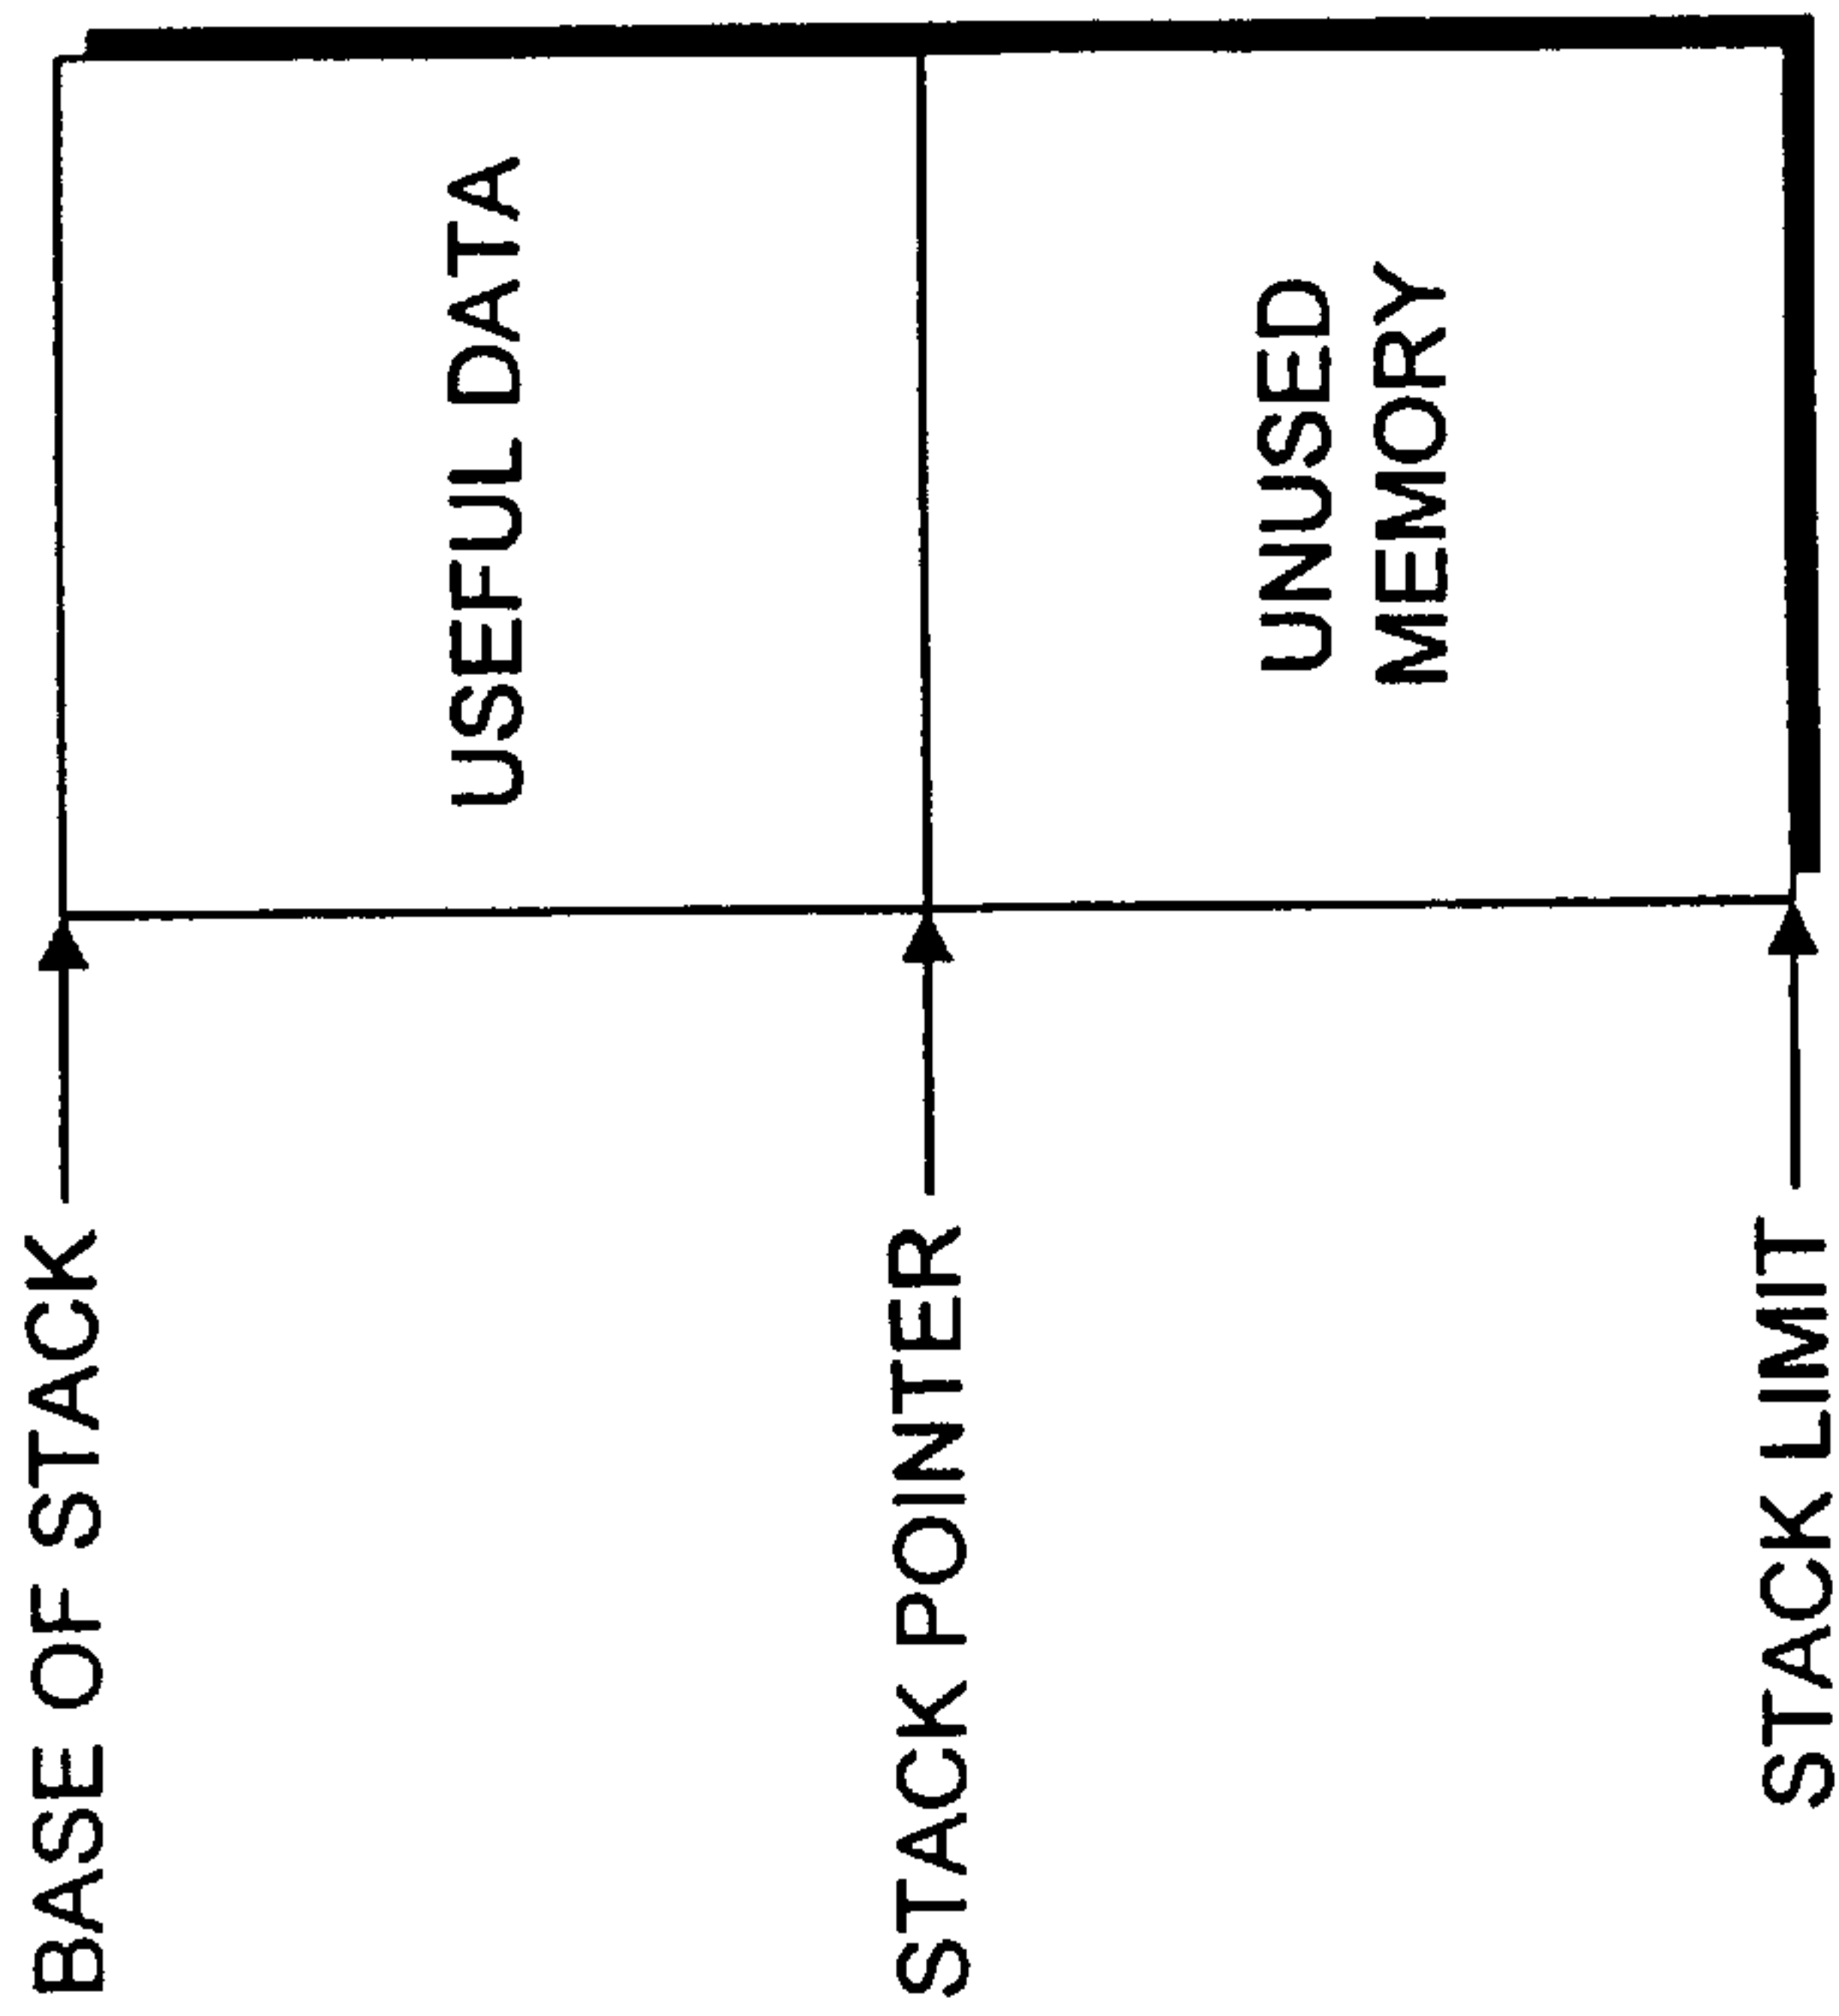 BASE OF STACK
USEFUL DATA
STACK POINTER
UNUSED
MEMORY
STACK LIMIT